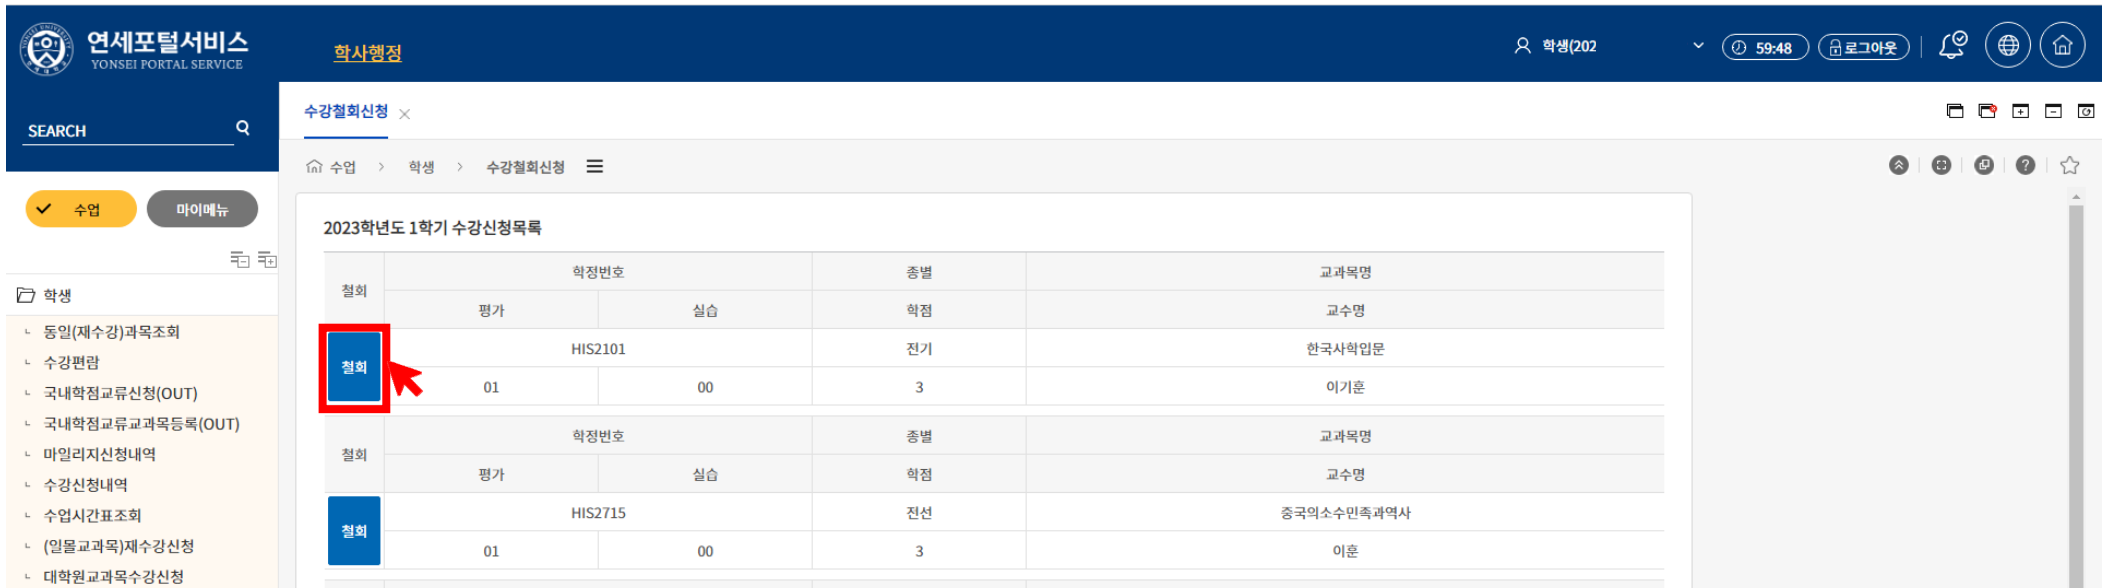 연세포털서비스
YONSEI PORTAL SERVICE
학사행정
학생(202
59:48
로그아웃
SEARCH
수강철회신청
수업 > 학생 > 수강철회신청
수업
마이메뉴
학생
동일(재수강)과목조회
수강편람
국내학점교류신청(OUT)
국내학점교류교과목등록(OUT)
마일리지신청내역
수강신청내역
수업시간표조회
(일몰교과목)재수강신청
대학원교과목수강신청
2023학년도 1학기 수강신청목록
철회 학정번호 종별 교과목명
평가 실습 학점 교수명
철회 HIS2101 전기 한국사학입문
01 00 3 이기훈
철회 학정번호 종별 교과목명
평가 실습 학점 교수명
철회 HIS2715 전선 중국의소수민족과역사
01 00 3 이훈